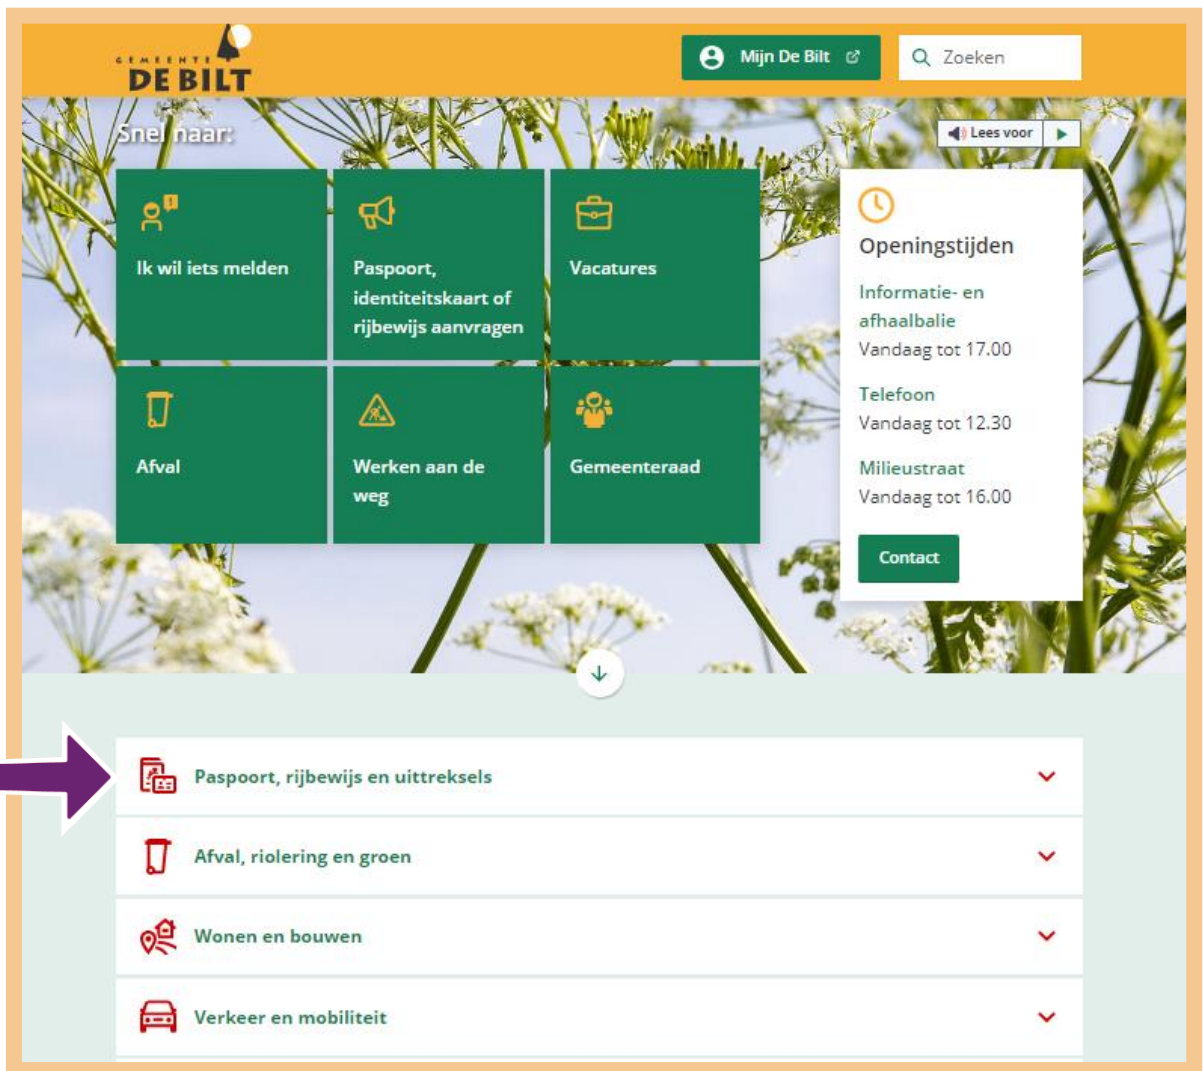 GEMEENTE
DE BILT
Mijn De Bilt
Zoeken
Snel naar:
Lees voor
Ik wil iets melden
Paspoort,
identiteitskaart of
rijbewijs aanvragen
Vacatures
Afval
Werken aan de
weg
Gemeenteraad
Openingstijden
Informatie- en
afhaalbalie
Vandaag tot 17.00
Telefoon
Vandaag tot 12.30
Milieustraat
Vandaag tot 16.00
Contact
Paspoort, rijbewijs en uittreksels
Afval, riolering en groen
Wonen en bouwen
Verkeer en mobiliteit